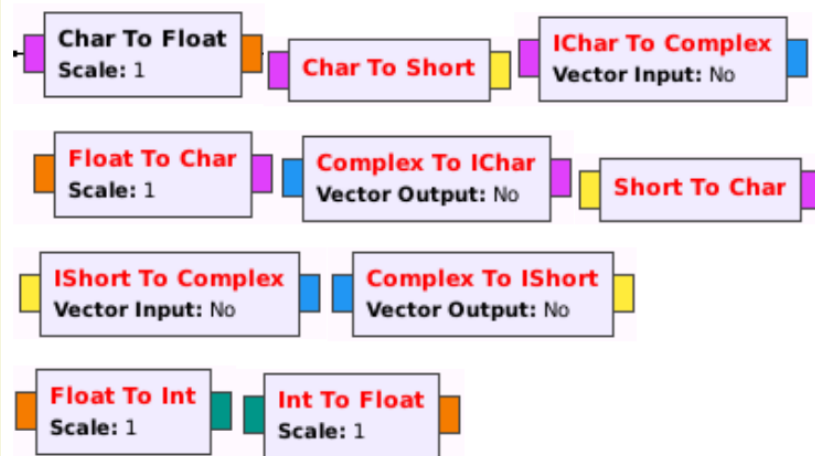 Char To Float
Scale: 1
Char To Short
IChar To Complex
Vector Input: No
Float To Char
Scale: 1
Complex To IChar
Vector Output: No
Short To Char
IShort To Complex
Vector Input: No
Complex To IShort
Vector Output: No
Float To Int
Scale: 1
Int To Float
Scale: 1